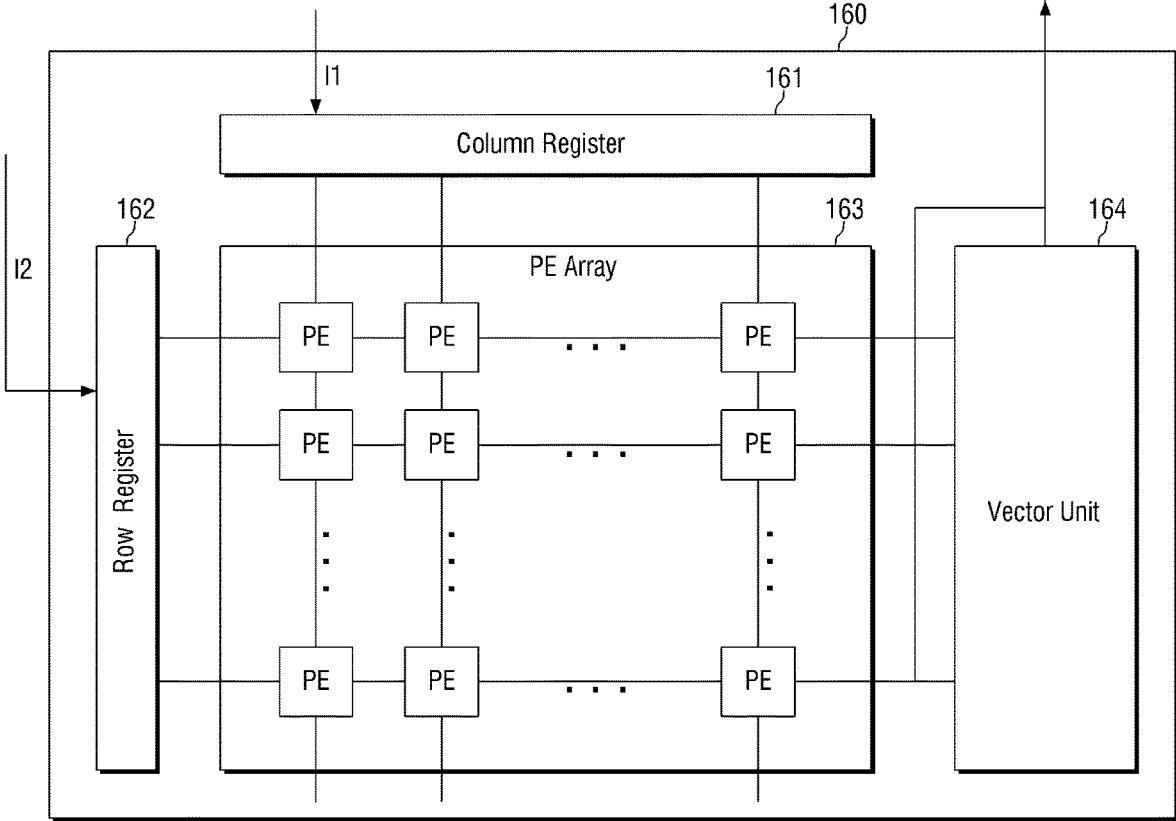 160
I1
161
Column Register
162
163
164
I2
PE Array
PE PE . . . PE
PE PE . . . PE
Row Register
Vector Unit
PE PE . . . PE